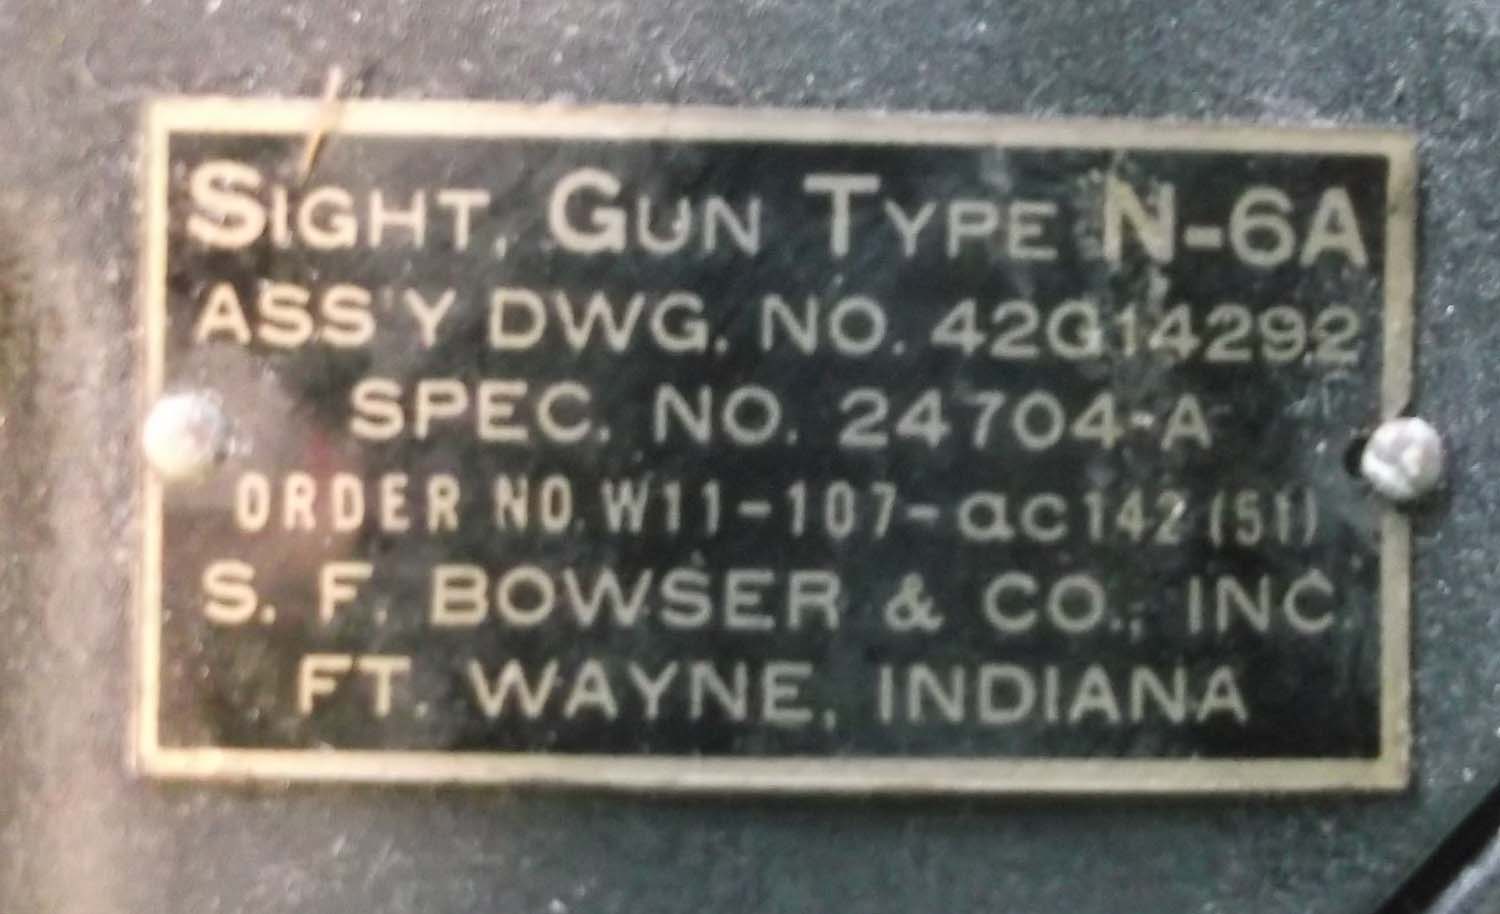 SIGHT, GUN TYPE N-6A
ASS'Y DWG. NO. 42G14292
SPEC. NO. 24704-A
ORDER NO. W11-107-ac142 (51)
S. F. BOWSER & CO., INC.
FT. WAYNE, INDIANA